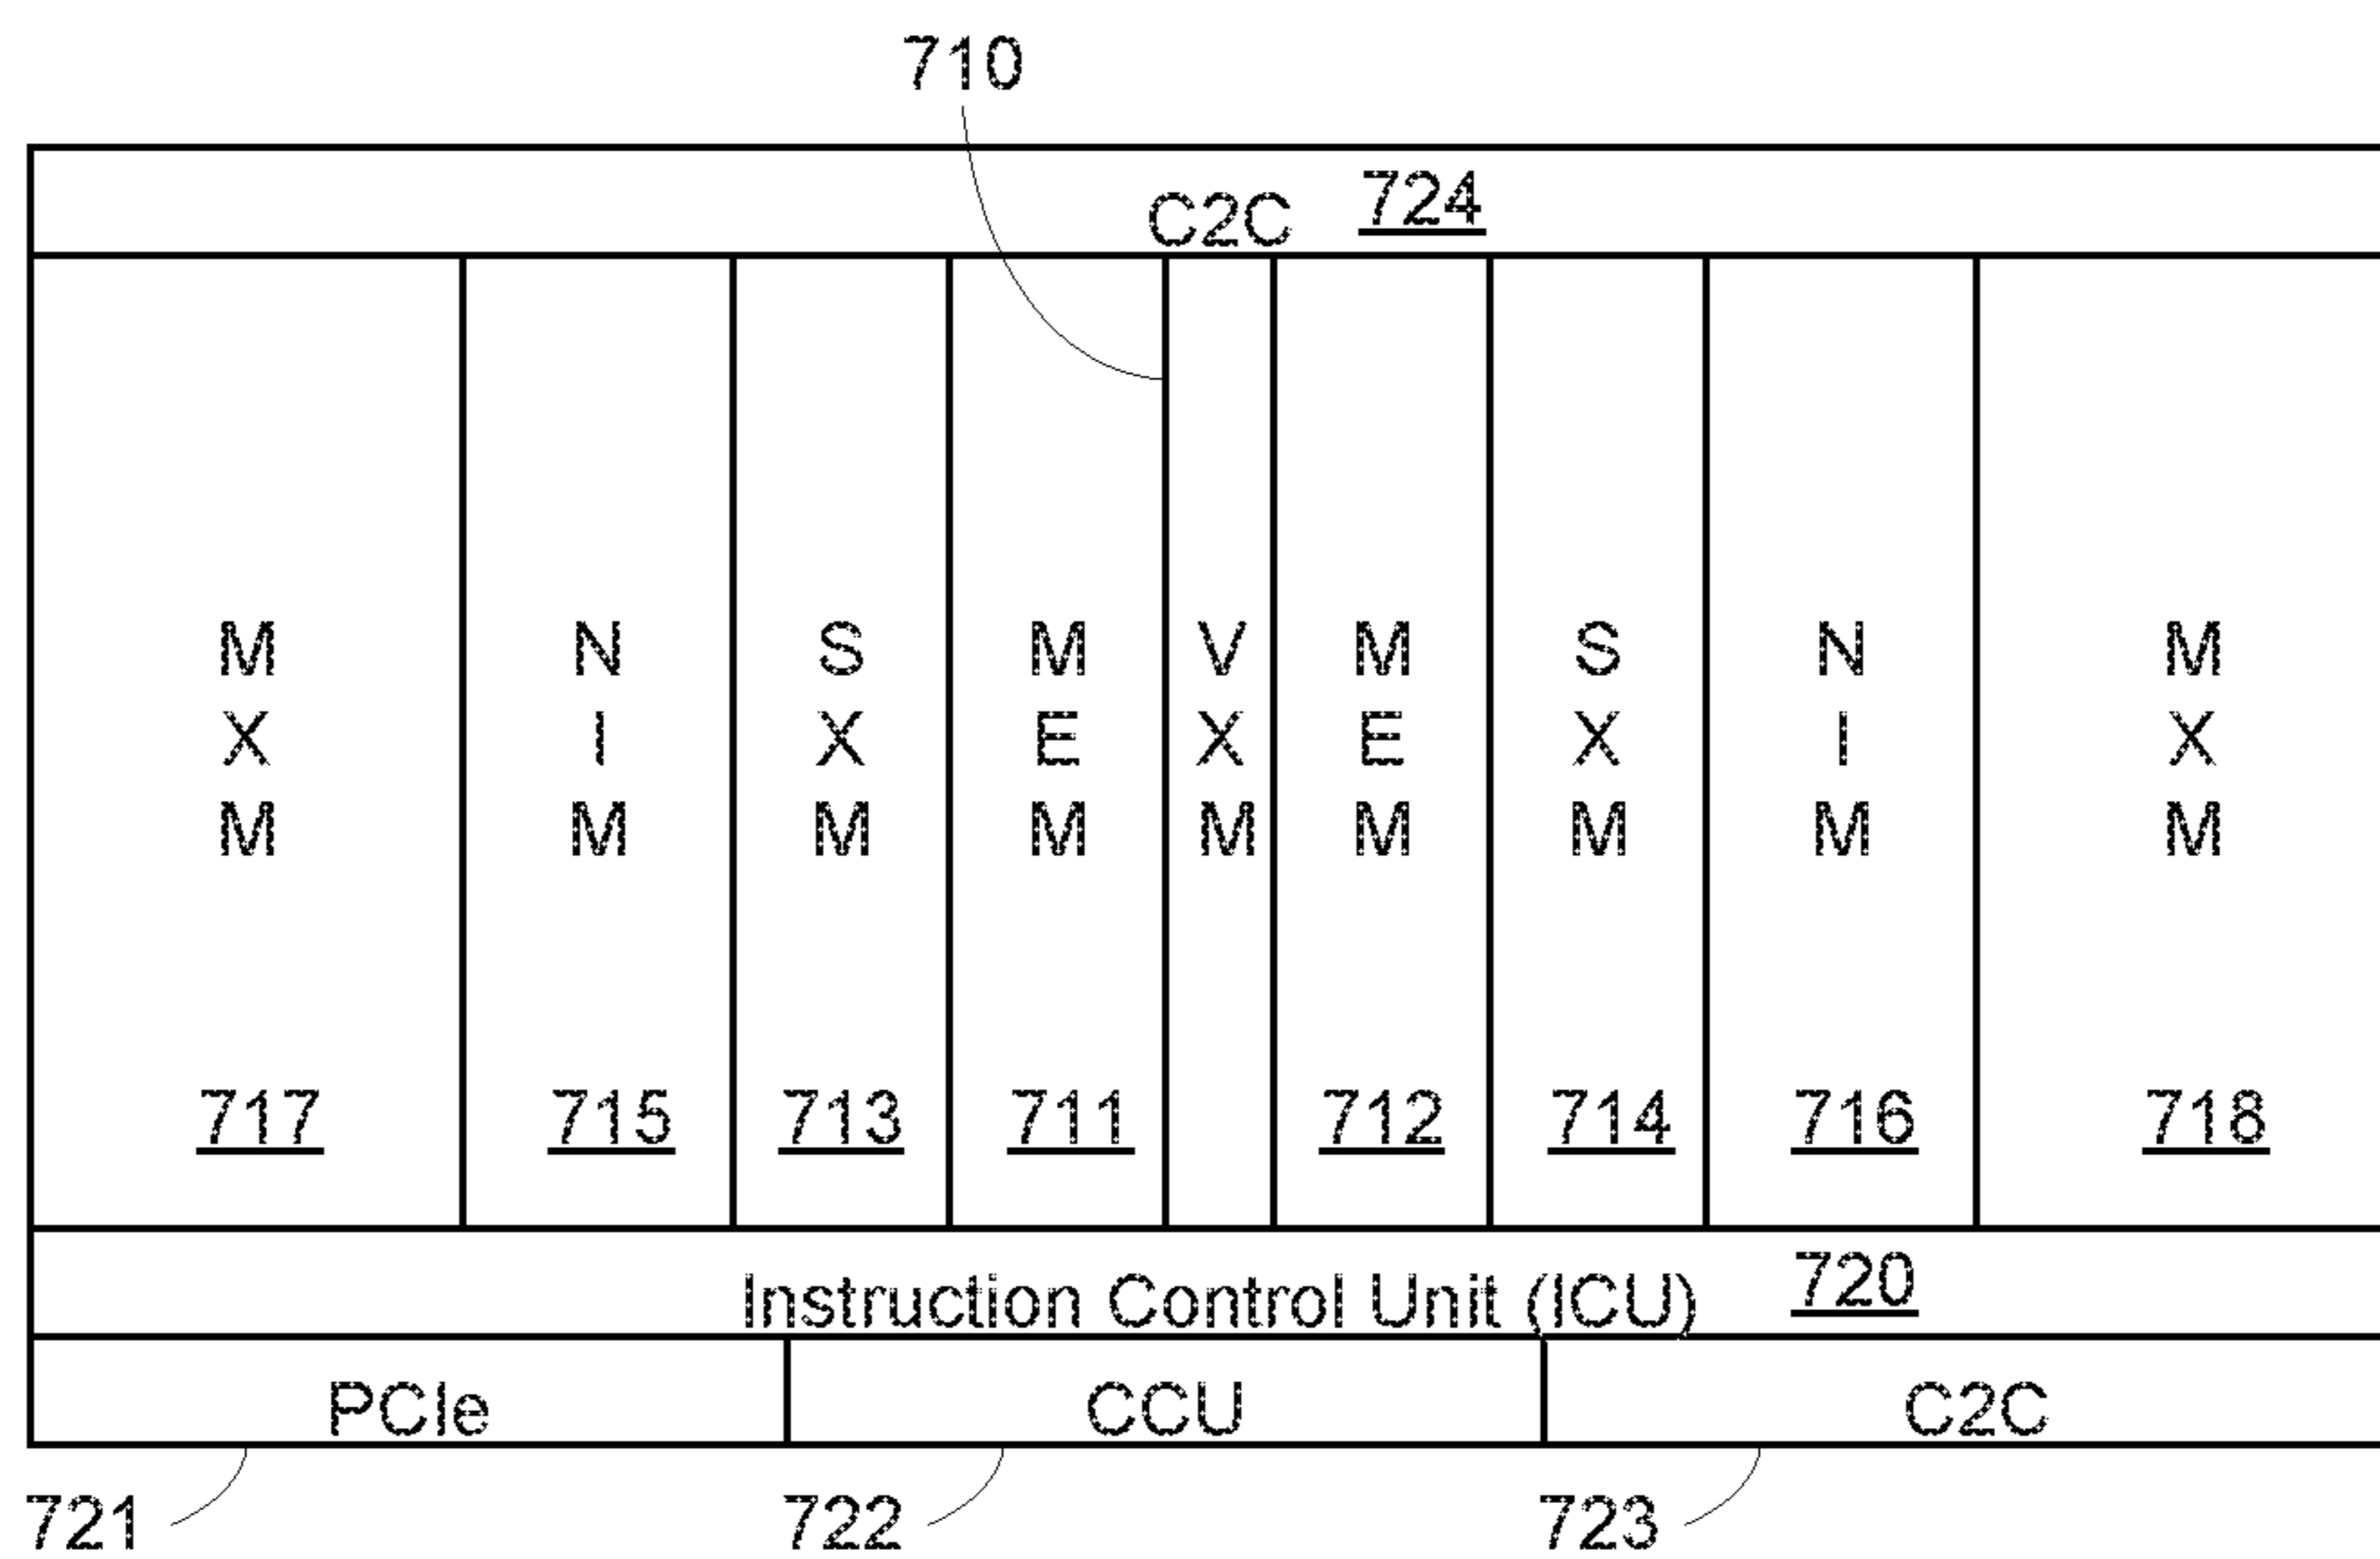 710
C2C 724
M N S M V M S N M
X I X E X E X I X
M M M M M M M M M
717 715 713 711 712 714 716 718
Instruction Control Unit (ICU) 720
PCIe CCU C2C
721 722 723